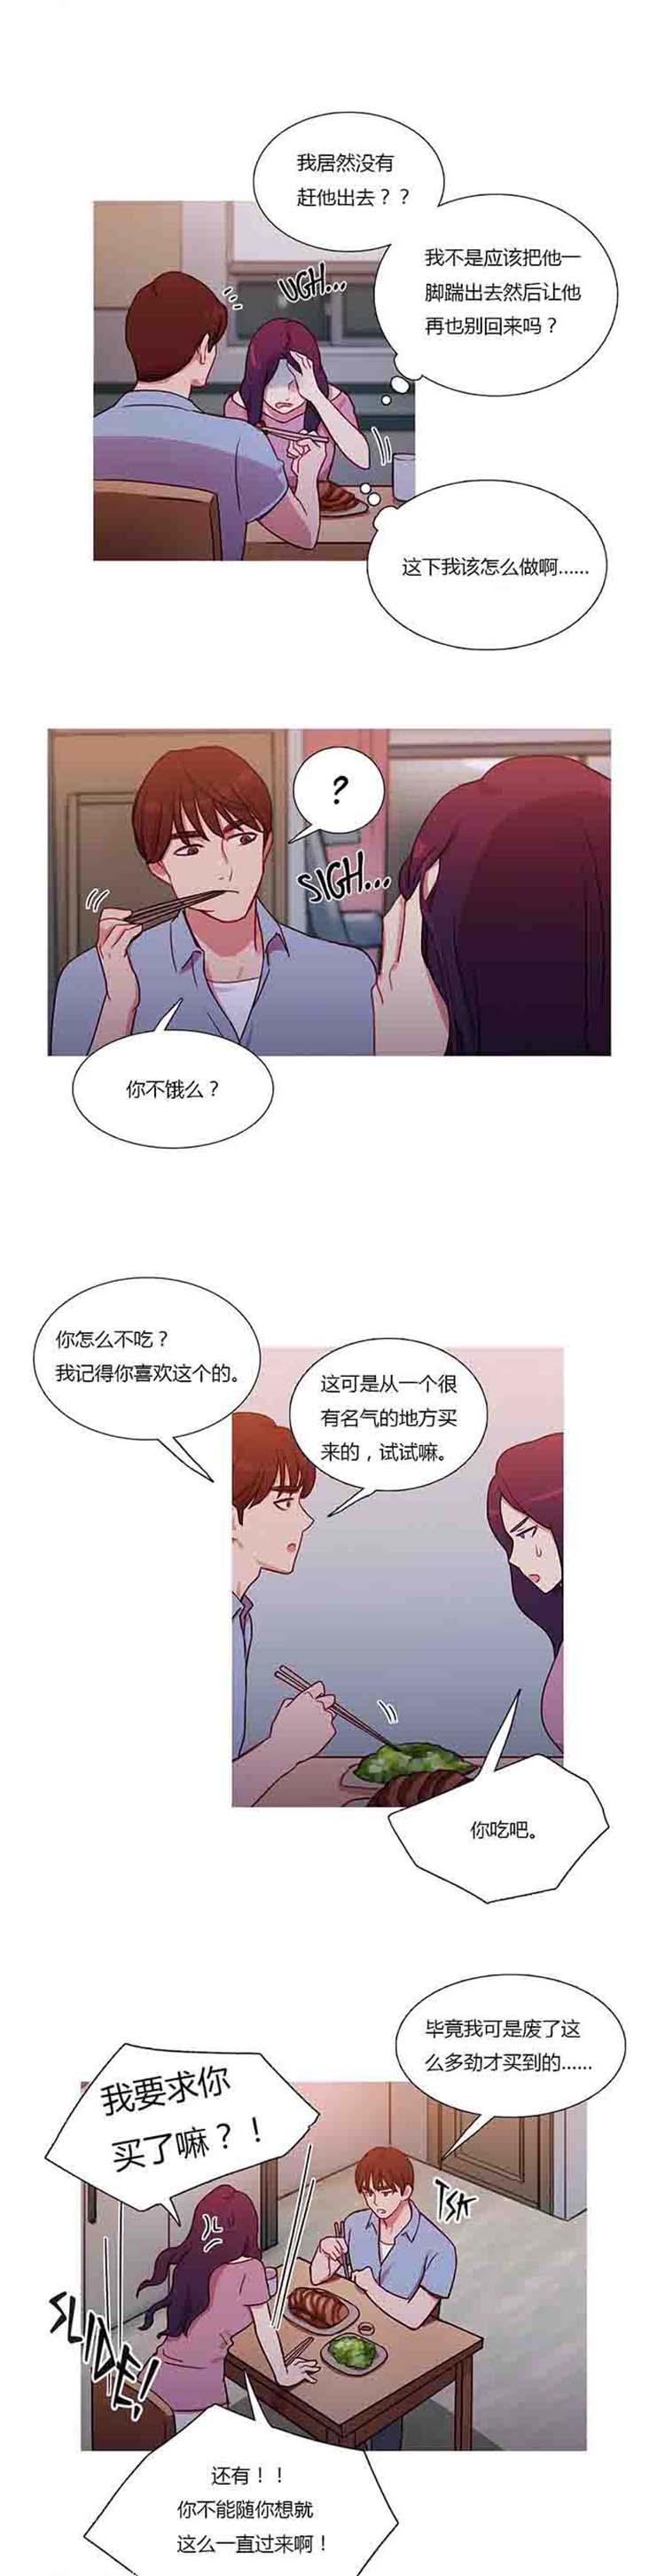 我居然没有
赶他出去？？
UGH...
我不是应该把他一
脚踹出去然后让他
再也别回来吗？
这下我该怎么做啊……
?
SIGH...
你不饿么？
你怎么不吃？
我记得你喜欢这个的。
这可是从一个很
有名气的地方买
来的，试试嘛。
你吃吧。
毕竟我可是废了这
么多劲才买到的……
我要求你
买了嘛？！
TSK
SLIDE!
还有！！
你不能随你想就
这么一直过来啊！